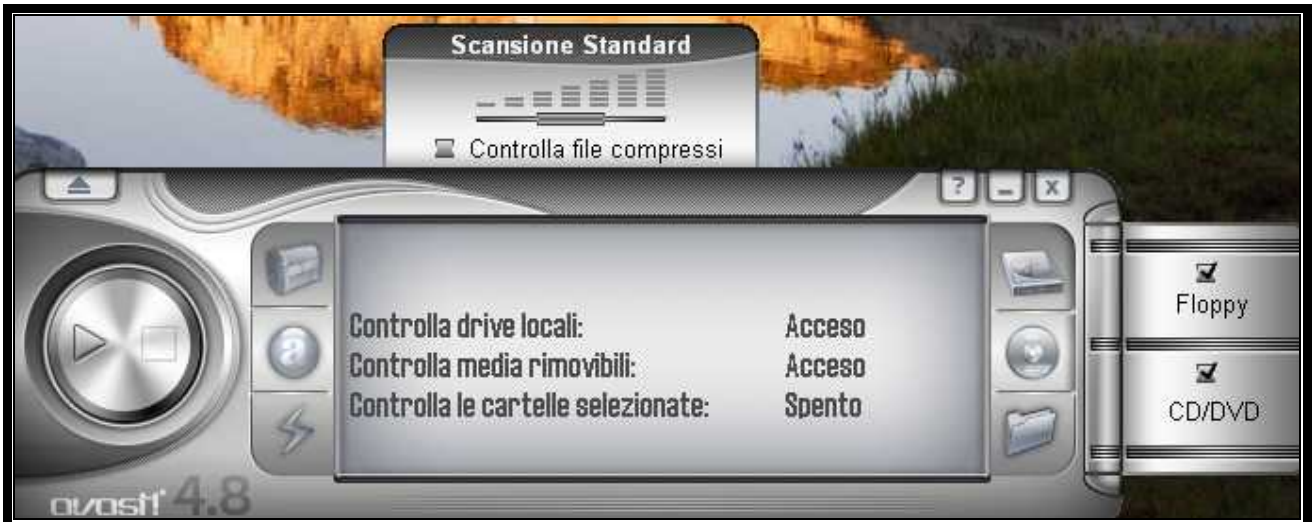 Scansione Standard
Controlla file compressi
?
x
Floppy
Controlla drive locali: Acceso
a
Controlla media rimovibili: Acceso
Controlla le cartelle selezionate: Spento
CD/DVD
avast! 4.8